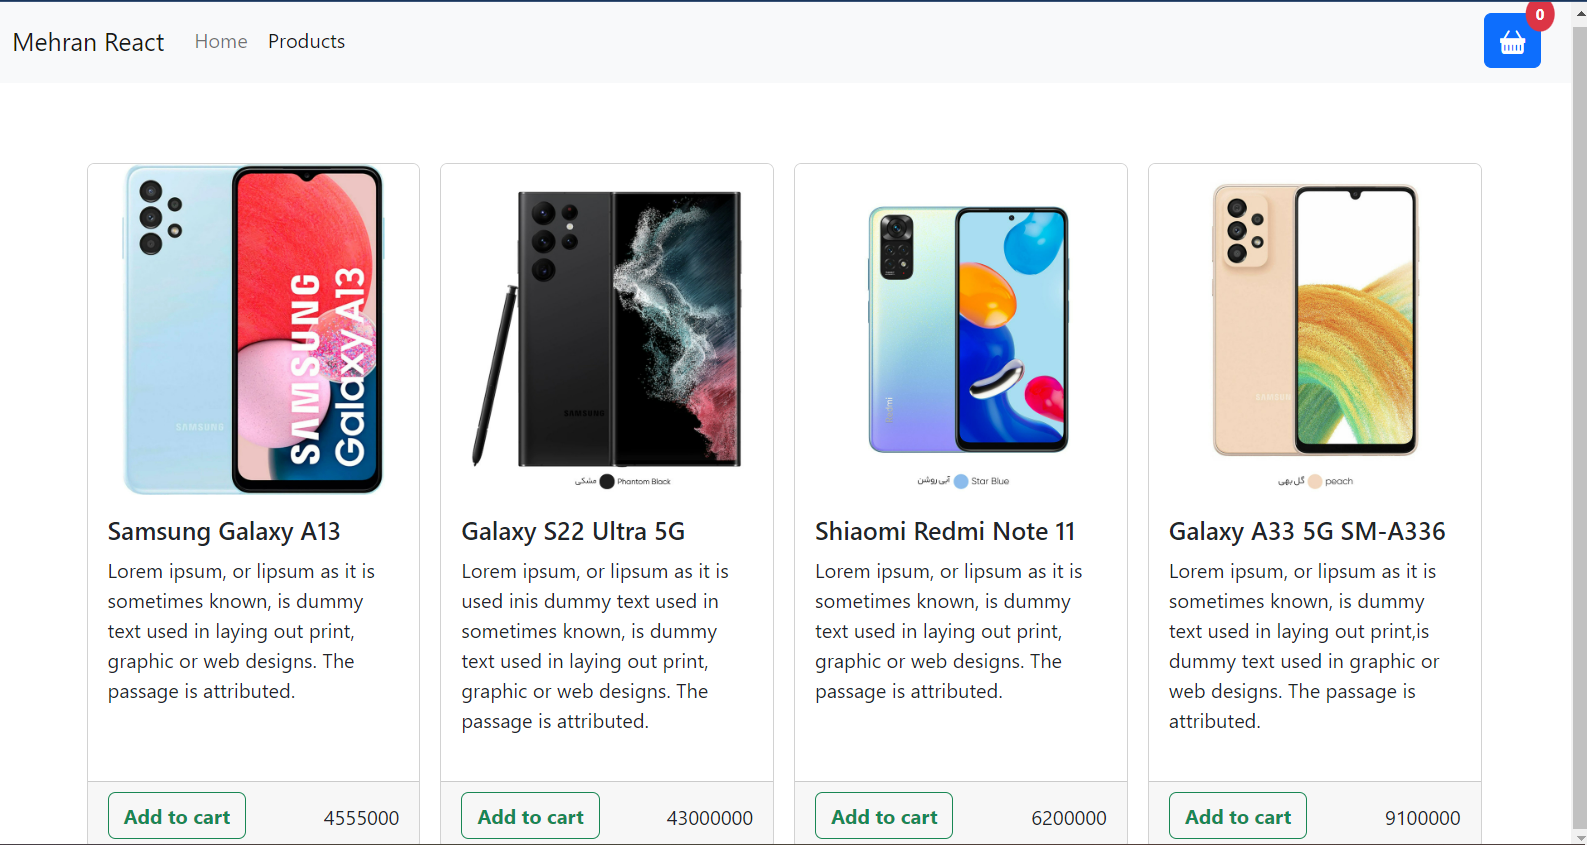 Mehran React
Home
Products
0
SAMSUNG
Galaxy A13
SAMSUNG
SAMSUNG
مشکی
Phantom Black
Redmi
آبی روشن
Star Blue
SAMSUNG
گل بهی
peach
Samsung Galaxy A13
Lorem ipsum, or lipsum as it is
sometimes known, is dummy
text used in laying out print,
graphic or web designs. The
passage is attributed.
Add to cart
4555000
Galaxy S22 Ultra 5G
Lorem ipsum, or lipsum as it is
used inis dummy text used in
sometimes known, is dummy
text used in laying out print,
graphic or web designs. The
passage is attributed.
Add to cart
43000000
Shiaomi Redmi Note 11
Lorem ipsum, or lipsum as it is
sometimes known, is dummy
text used in laying out print,
graphic or web designs. The
passage is attributed.
Add to cart
6200000
Galaxy A33 5G SM-A336
Lorem ipsum, or lipsum as it is
sometimes known, is dummy
text used in laying out print,is
dummy text used in graphic or
web designs. The passage is
attributed.
Add to cart
9100000